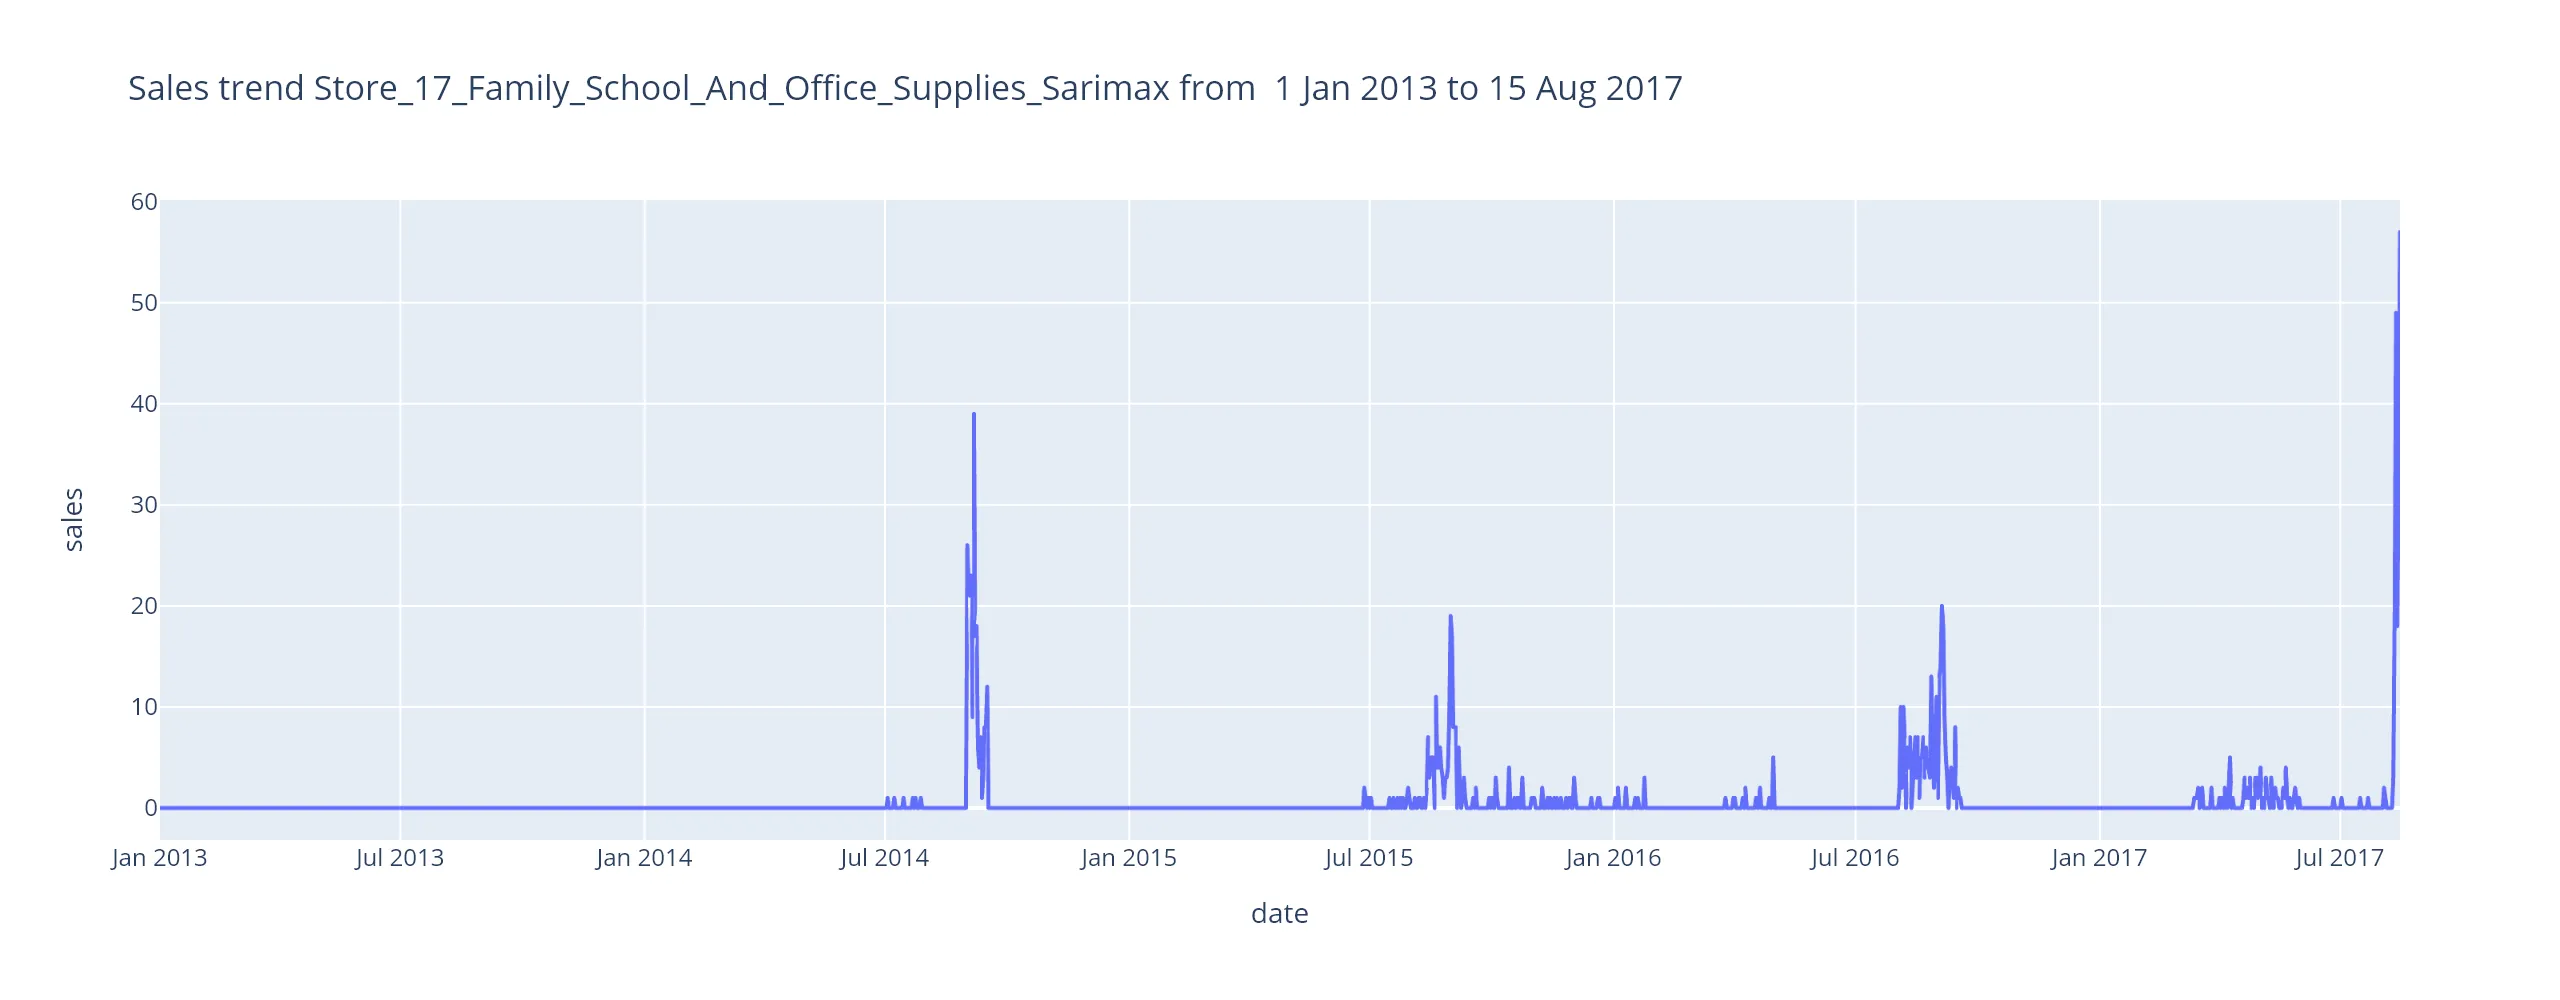 Sales trend Store_17_Family_School_And_Office_Supplies_Sarimax from  1 Jan 2013 to 15 Aug 2017
60
50
40
30
20
10
0
sales
Jan 2013 Jul 2013 Jan 2014 Jul 2014 Jan 2015 Jul 2015 Jan 2016 Jul 2016 Jan 2017 Jul 2017
date